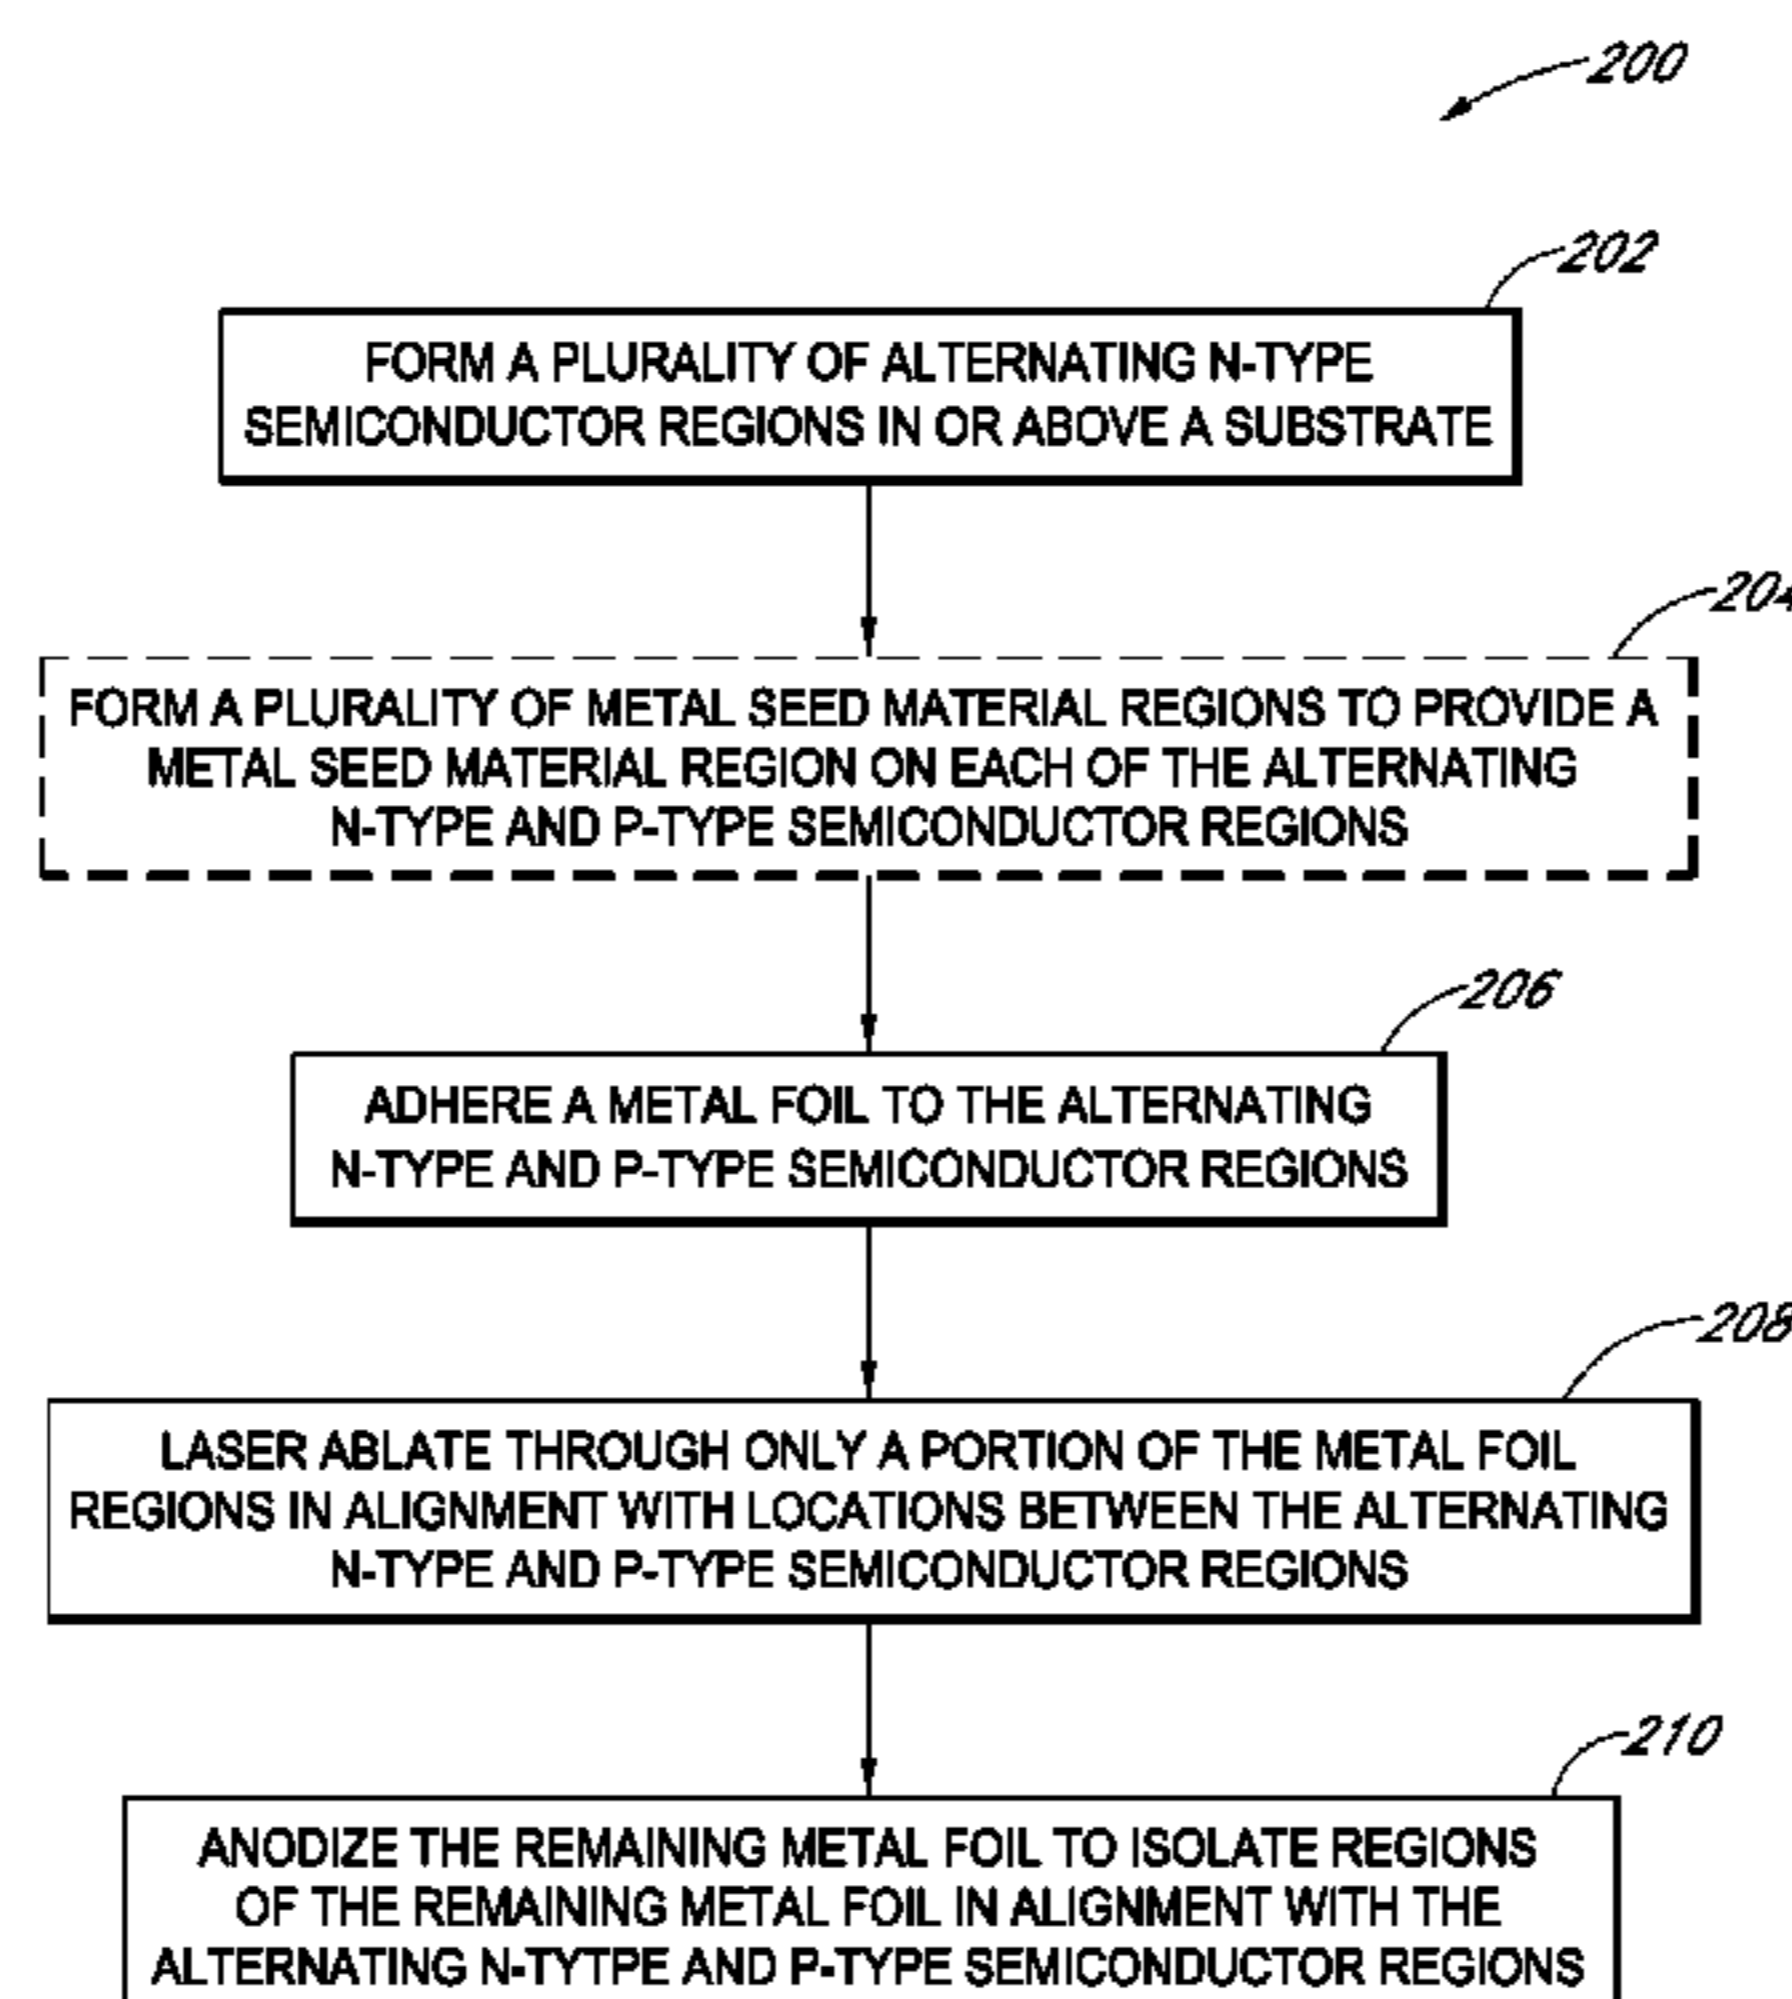 200
202
FORM A PLURALITY OF ALTERNATING N-TYPE
SEMICONDUCTOR REGIONS IN OR ABOVE A SUBSTRATE
204
FORM A PLURALITY OF METAL SEED MATERIAL REGIONS TO PROVIDE A
METAL SEED MATERIAL REGION ON EACH OF THE ALTERNATING
N-TYPE AND P-TYPE SEMICONDUCTOR REGIONS
206
ADHERE A METAL FOIL TO THE ALTERNATING
N-TYPE AND P-TYPE SEMICONDUCTOR REGIONS
208
LASER ABLATE THROUGH ONLY A PORTION OF THE METAL FOIL
REGIONS IN ALIGNMENT WITH LOCATIONS BETWEEN THE ALTERNATING
N-TYPE AND P-TYPE SEMICONDUCTOR REGIONS
210
ANODIZE THE REMAINING METAL FOIL TO ISOLATE REGIONS
OF THE REMAINING METAL FOIL IN ALIGNMENT WITH THE
ALTERNATING N-TYTPE AND P-TYPE SEMICONDUCTOR REGIONS